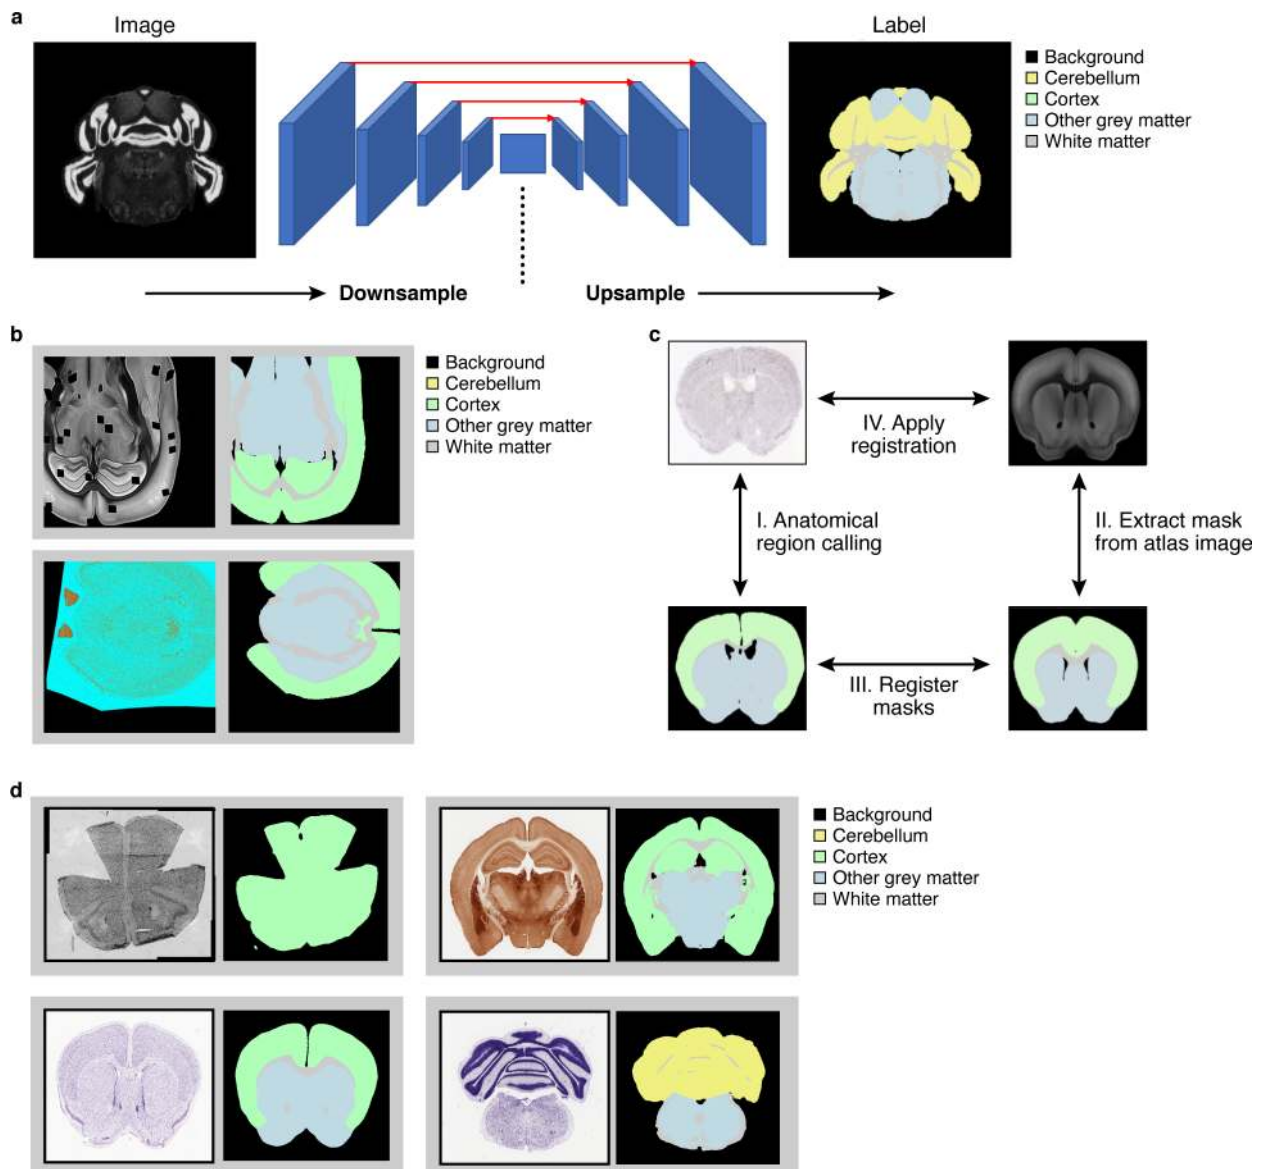 a
Image
Label
Background
Cerebellum
Cortex
Other grey matter
White matter
Downsample
Upsample
b
Background
Cerebellum
Cortex
Other grey matter
White matter
c
IV. Apply
registration
I. Anatomical
region calling
II. Extract mask
from atlas image
III. Register
masks
d
Background
Cerebellum
Cortex
Other grey matter
White matter